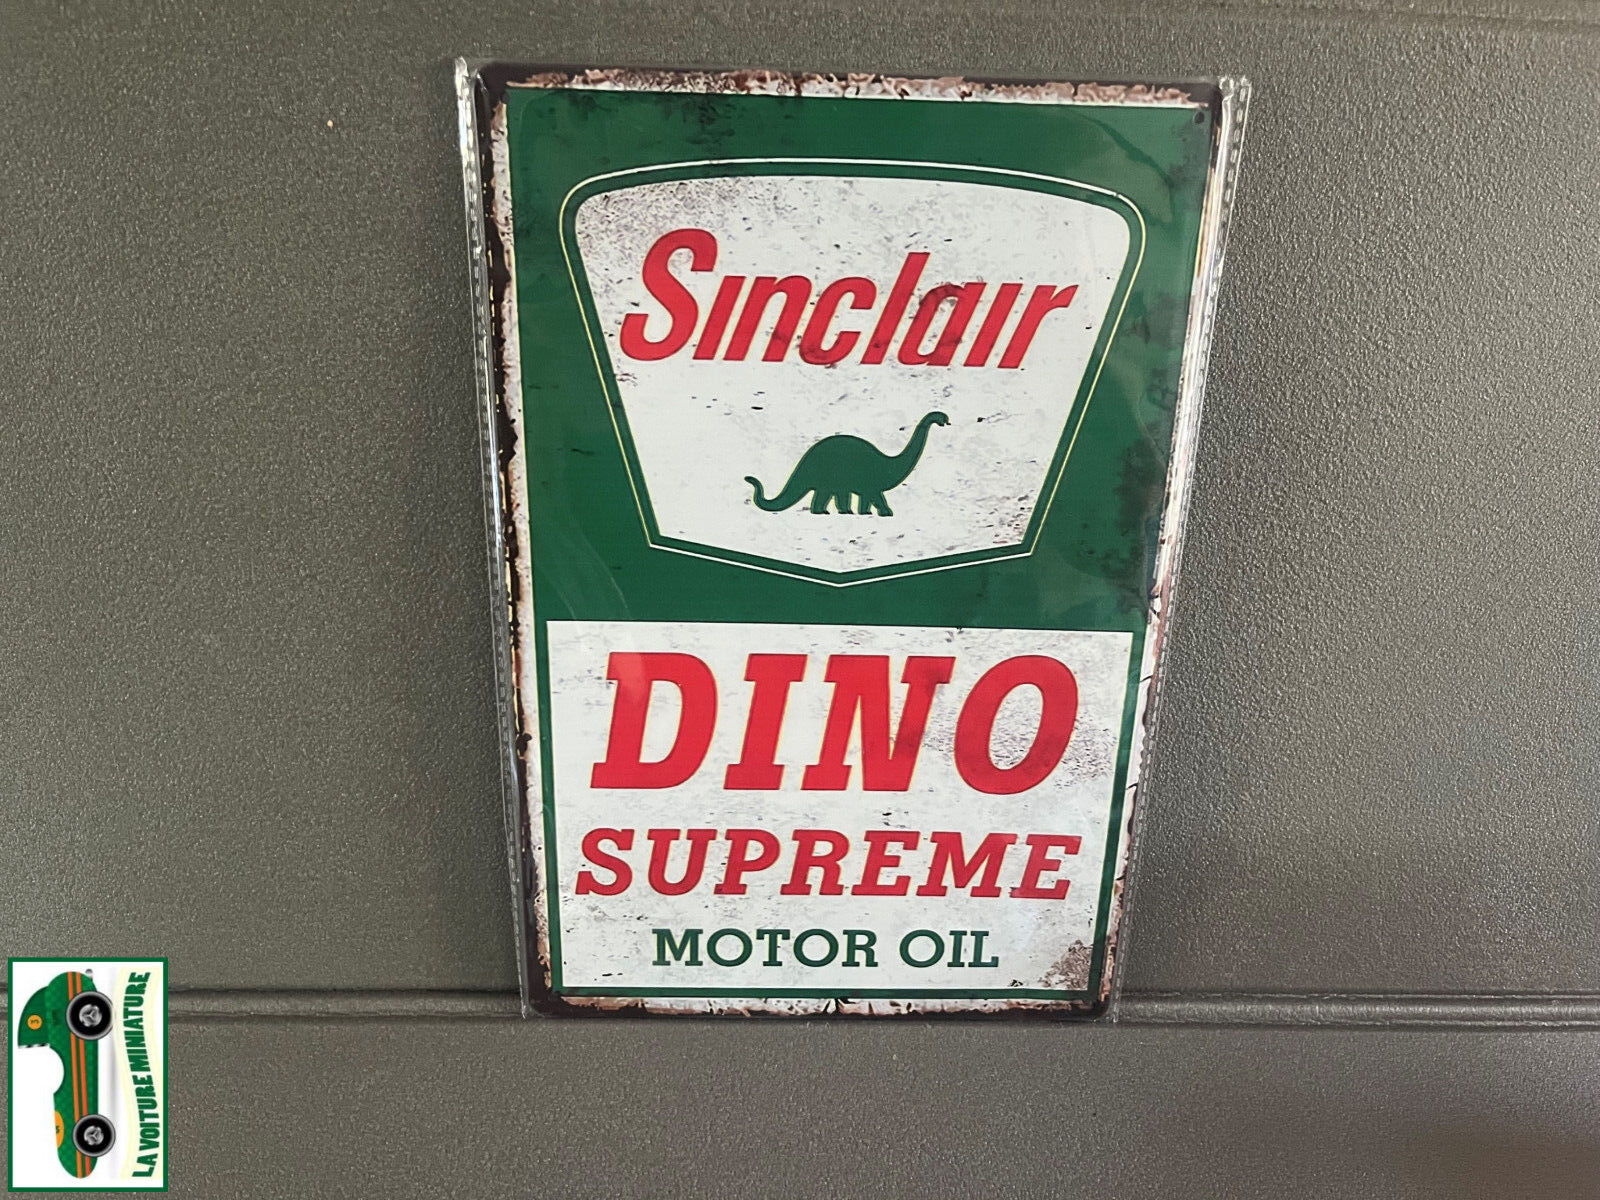 Sinclair
DINO
SUPREME
MOTOR OIL
LA VOITURE MINIATURE